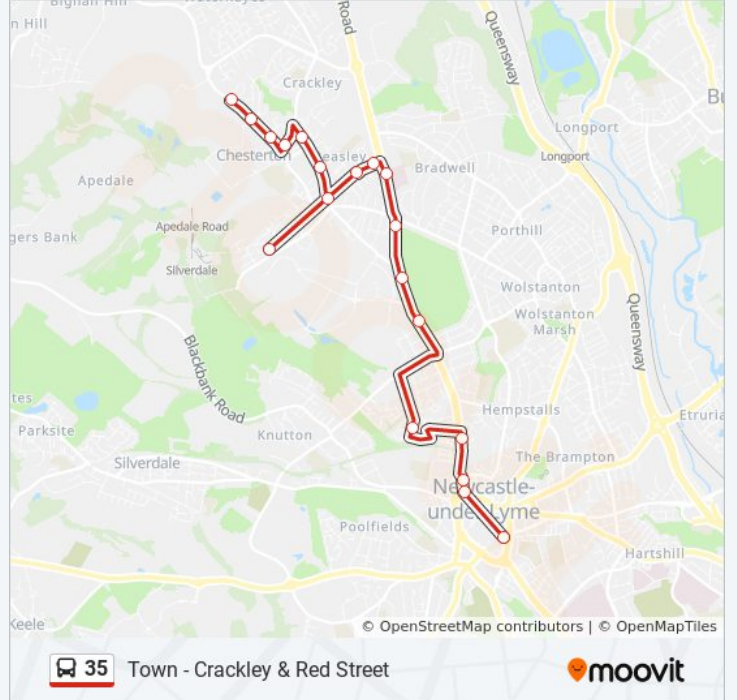 Bignall Hill
n Hill
Road
Queensway
Crackley
Bu
Longport
Chesterton
easley
Longport
Apedale
Bradwell
Apedale Road
gers Bank
Porthill
Silverdale
Wolstanton
Queensway
Wolstanton
Marsh
Blackbank Road
tes
Parksite
Knutton
Hempstalls
Etruria
Silverdale
The Brampton
Newcastle-
under-Lyme
Poolfields
Hartshill
Keele
© OpenStreetMap contributors | © OpenMapTiles
35 Town - Crackley & Red Street
moovit